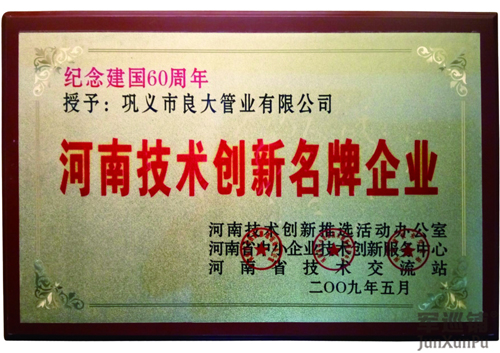 纪念建国60周年
授予：巩义市良大管业有限公司
河南技术创新名牌企业
河南技术创新推选活动办公室
河南省中小企业技术创新服务中心
河南省技术交流站
二〇〇九年五月
JunXunPu